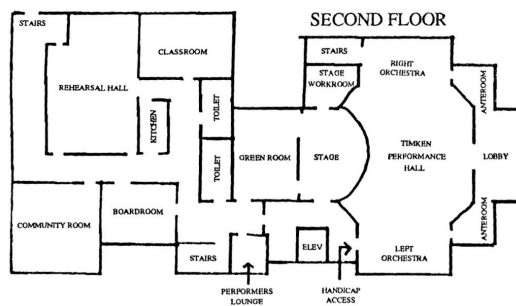 SECOND FLOOR
STAIRS
CLASSROOM
STAIRS
RIGHT
ORCHESTRA
STAGE
WORKROOM
REHEARSAL HALL
ANTEROOM
TOILET
KITCHEN
TIMKEN
PERFORMANCE
HALL
GREEN ROOM
STAGE
LOBBY
TOILET
BOARDROOM
COMMUNITY ROOM
ANTEROOM
ELEV
LEFT
ORCHESTRA
STAIRS
PERFORMERS
LOUNGE
HANDICAP
ACCESS